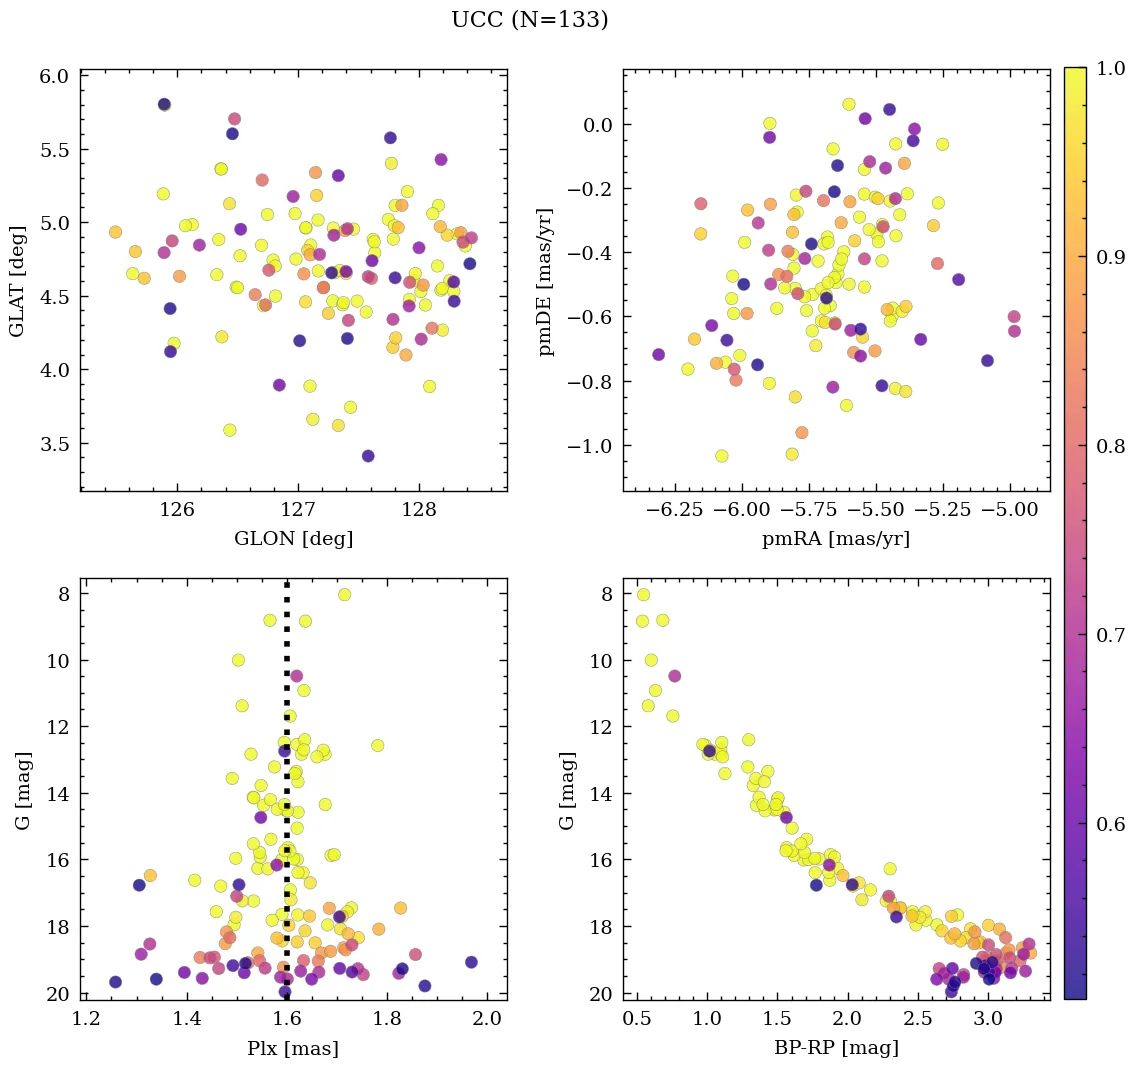 UCC (N=133)
6.0
5.5
5.0
4.5
4.0
3.5
GLAT [deg]
126 127 128
GLON [deg]
0.0
−0.2
−0.4
−0.6
−0.8
−1.0
pmDE [mas/yr]
−6.25 −6.00 −5.75 −5.50 −5.25 −5.00
pmRA [mas/yr]
1.0
0.9
0.8
0.7
0.6
8
10
12
14
16
18
20
G [mag]
1.2 1.4 1.6 1.8 2.0
Plx [mas]
8
10
12
14
16
18
20
G [mag]
0.5 1.0 1.5 2.0 2.5 3.0
BP-RP [mag]